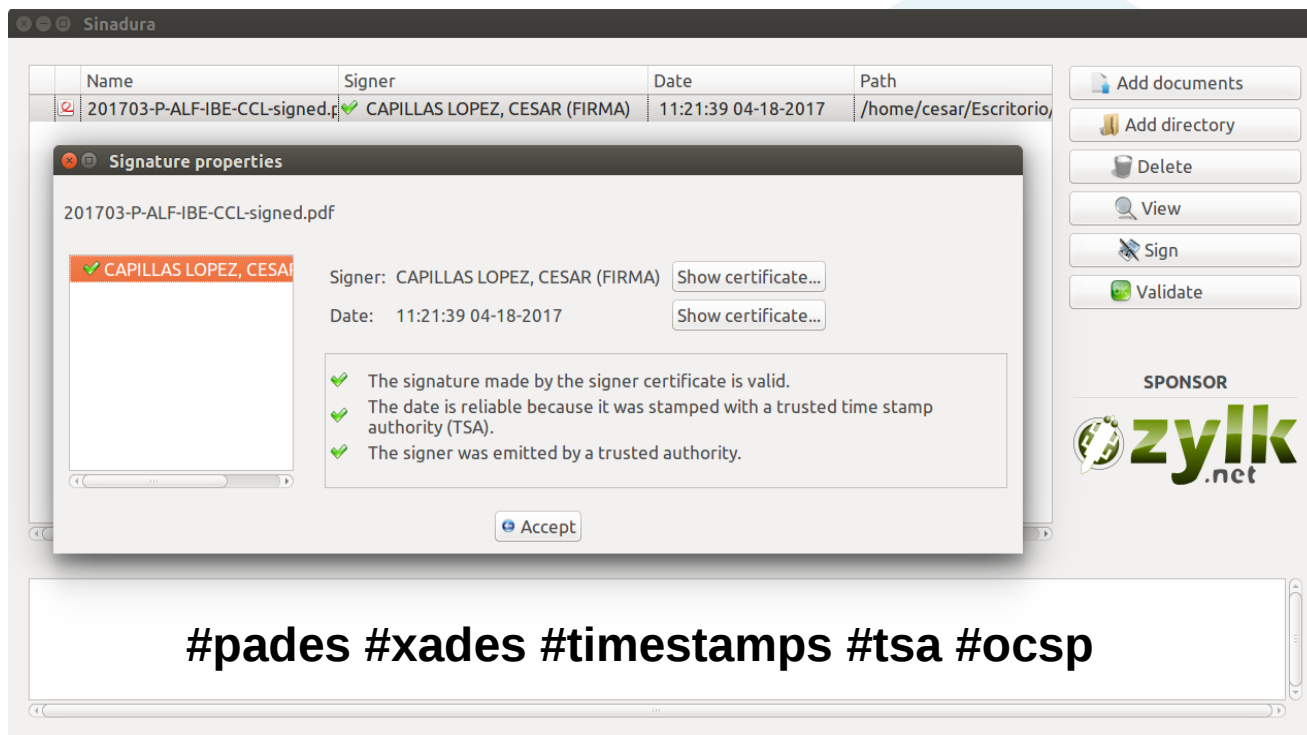 Sinadura
Name Signer Date Path
201703-P-ALF-IBE-CCL-signed.p CAPILLAS LOPEZ, CESAR (FIRMA) 11:21:39 04-18-2017 /home/cesar/Escritorio/
Add documents
Add directory
Delete
View
Sign
Validate
Signature properties
201703-P-ALF-IBE-CCL-signed.pdf
CAPILLAS LOPEZ, CESAR
Signer: CAPILLAS LOPEZ, CESAR (FIRMA) Show certificate...
Date: 11:21:39 04-18-2017 Show certificate...
The signature made by the signer certificate is valid.
The date is reliable because it was stamped with a trusted time stamp
authority (TSA).
The signer was emitted by a trusted authority.
Accept
SPONSOR
zylk
.net
#pades #xades #timestamps #tsa #ocsp